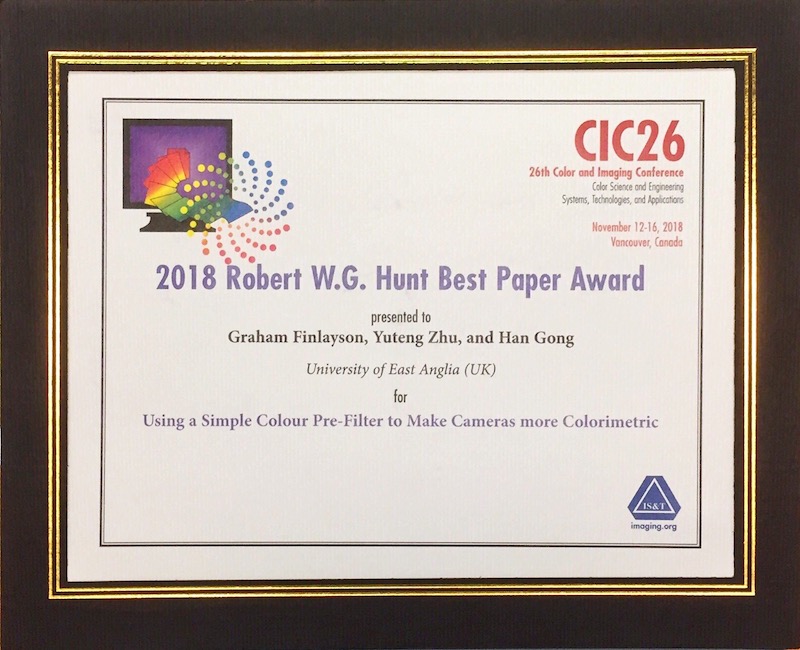 CIC26
26th Color and Imaging Conference
Color Science and Engineering
Systems, Technologies, and Applications
November 12-16, 2018
Vancouver, Canada
2018 Robert W.G. Hunt Best Paper Award
presented to
Graham Finlayson, Yuteng Zhu, and Han Gong
University of East Anglia (UK)
for
Using a Simple Colour Pre-Filter to Make Cameras more Colorimetric
IS&T
imaging.org